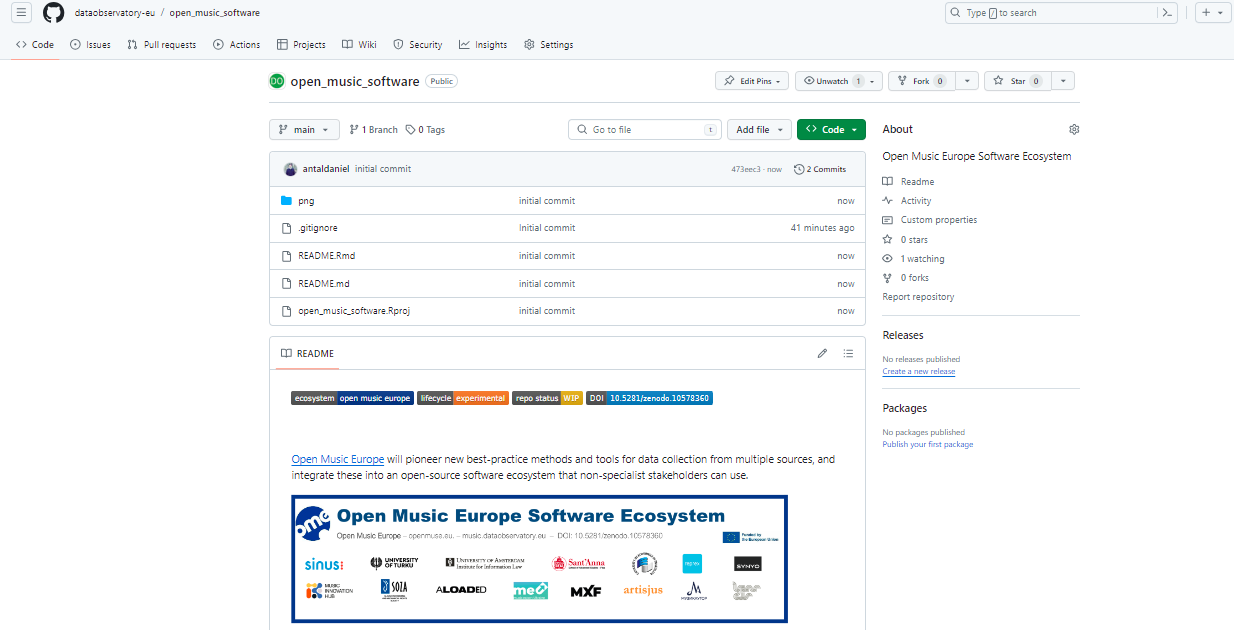 dataobservatory-eu / open_music_software
Type / to search
Code Issues Pull requests Actions Projects Wiki Security Insights Settings
open_music_software Public
Edit Pins Unwatch 1 Fork 0 Star 0
main 1 Branch 0 Tags Go to file t Add file Code
antaldaniel initial commit 473eec3 · now 2 Commits
png initial commit now
.gitignore Initial commit 41 minutes ago
README.Rmd initial commit now
README.md initial commit now
open_music_software.Rproj initial commit now
README
ecosystem open music europe lifecycle experimental repo status WIP DOI 10.5281/zenodo.10578360
Open Music Europe will pioneer new best-practice methods and tools for data collection from multiple sources, and
integrate these into an open-source software ecosystem that non-specialist stakeholders can use.
ome Open Music Europe Software Ecosystem
Open Music Europe – openmuse.eu. – music.dataobservatory.eu – DOI: 10.5281/zenodo.10578360
Funded by
the European Union
sinus: UNIVERSITY OF TURKU UNIVERSITY OF AMSTERDAM Institute for Information Law Sant'Anna SYNYO
MUSIC INNOVATION HUB SOZA ALOADED MXF artisjus
About
Open Music Europe Software Ecosystem
Readme
Activity
Custom properties
0 stars
1 watching
0 forks
Report repository
Releases
No releases published
Create a new release
Packages
No packages published
Publish your first package